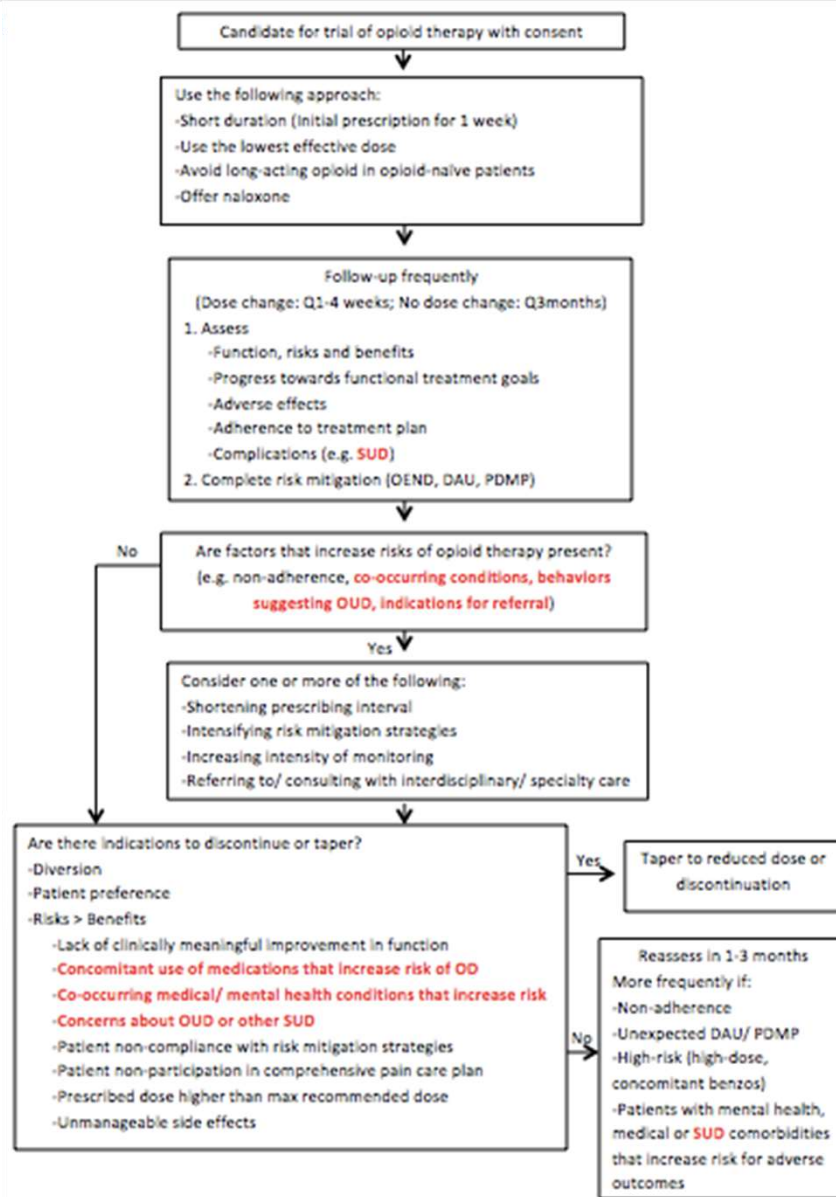 Candidate for trial of opioid therapy with consent
Use the following approach:
-Short duration (Initial prescription for 1 week)
-Use the lowest effective dose
-Avoid long-acting opioid in opioid-naïve patients
-Offer naloxone
Follow-up frequently
(Dose change: Q1-4 weeks; No dose change: Q3months)
1. Assess
-Function, risks and benefits
-Progress towards functional treatment goals
-Adverse effects
-Adherence to treatment plan
-Complications (e.g. SUD)
2. Complete risk mitigation (OEND, DAU, PDMP)
No
Are factors that increase risks of opioid therapy present?
(e.g. non-adherence, co-occurring conditions, behaviors
suggesting OUD, indications for referral)
Yes
Consider one or more of the following:
-Shortening prescribing interval
-Intensifying risk mitigation strategies
-Increasing intensity of monitoring
-Referring to/ consulting with interdisciplinary/ specialty care
Are there indications to discontinue or taper?
-Diversion
-Patient preference
-Risks > Benefits
-Lack of clinically meaningful improvement in function
-Concomitant use of medications that increase risk of OD
-Co-occurring medical/ mental health conditions that increase risk
-Concerns about OUD or other SUD
-Patient non-compliance with risk mitigation strategies
-Patient non-participation in comprehensive pain care plan
-Prescribed dose higher than max recommended dose
-Unmanageable side effects
Yes
Taper to reduced dose or
discontinuation
No
Reassess in 1-3 months
More frequently if:
-Non-adherence
-Unexpected DAU/ PDMP
-High-risk (high-dose,
concomitant benzos)
-Patients with mental health,
medical or SUD comorbidities
that increase risk for adverse
outcomes